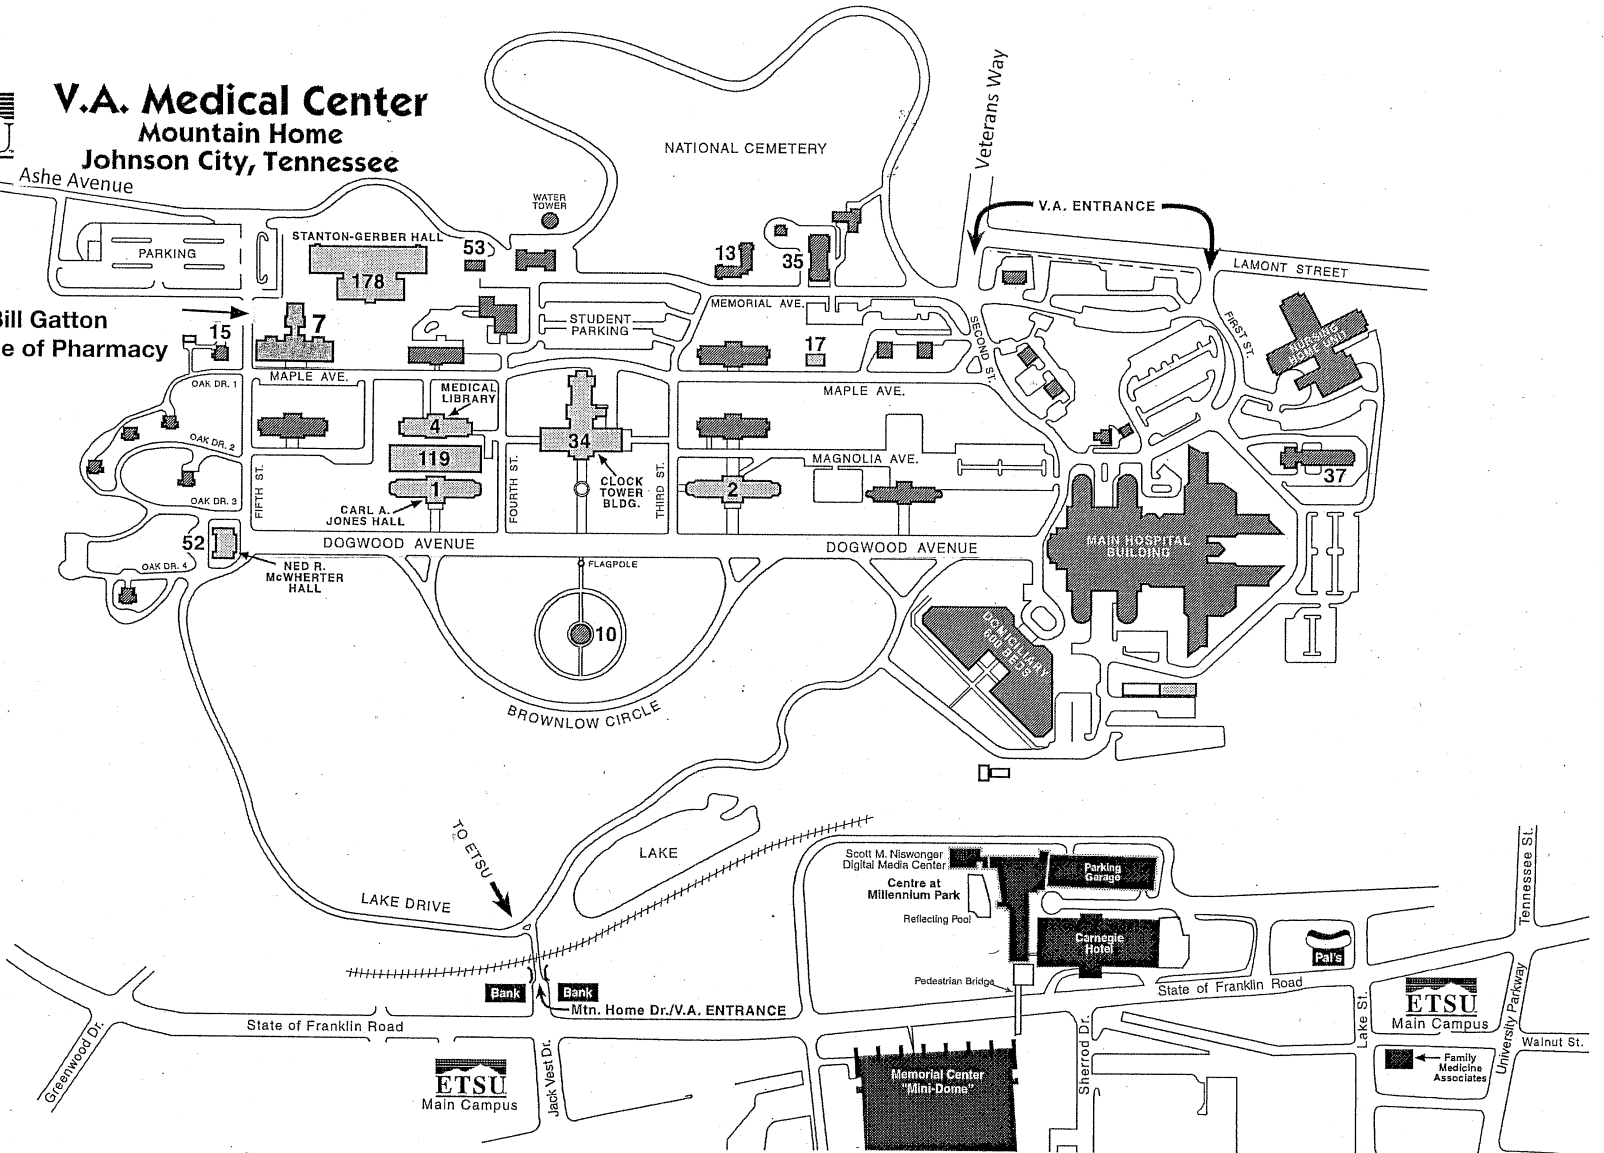 V.A. Medical Center
Mountain Home
Johnson City, Tennessee
Ashe Avenue
NATIONAL CEMETERY
Veterans Way
V.A. ENTRANCE
LAMONT STREET
WATER
TOWER
PARKING
STANTON-GERBER HALL
178
53
13
35
MEMORIAL AVE.
STUDENT
PARKING
Bill Gatton
e of Pharmacy
15
7
17
SECOND ST.
FIRST ST.
NURSING
HOME UNIT
MAPLE AVE.
MAPLE AVE.
OAK DR. 1
MEDICAL
LIBRARY
4
34
OAK DR. 2
119
MAGNOLIA AVE.
37
1
2
CLOCK
TOWER
BLDG.
OAK DR. 3
FIFTH ST.
FOURTH ST.
THIRD ST.
CARL A.
JONES HALL
52
DOGWOOD AVENUE
DOGWOOD AVENUE
MAIN HOSPITAL
BUILDING
OAK DR. 4
NED R.
McWHERTER
HALL
FLAGPOLE
10
DOMICILIARY
600 BEDS
BROWNLOW CIRCLE
TO ETSU
LAKE
LAKE DRIVE
Scott M. Niswonger
Digital Media Center
Centre at
Millennium Park
Reflecting Pool
Parking
Garage
Carnegie
Hotel
Pal's
Tennessee St.
Pedestrian Bridge
State of Franklin Road
Bank
Bank
Mtn. Home Dr./V.A. ENTRANCE
State of Franklin Road
Greenwood Dr.
ETSU
Main Campus
Jack Vest Dr.
Memorial Center
"Mini-Dome"
Sherrod Dr.
Lake St.
ETSU
Main Campus
University Parkway
Walnut St.
Family
Medicine
Associates